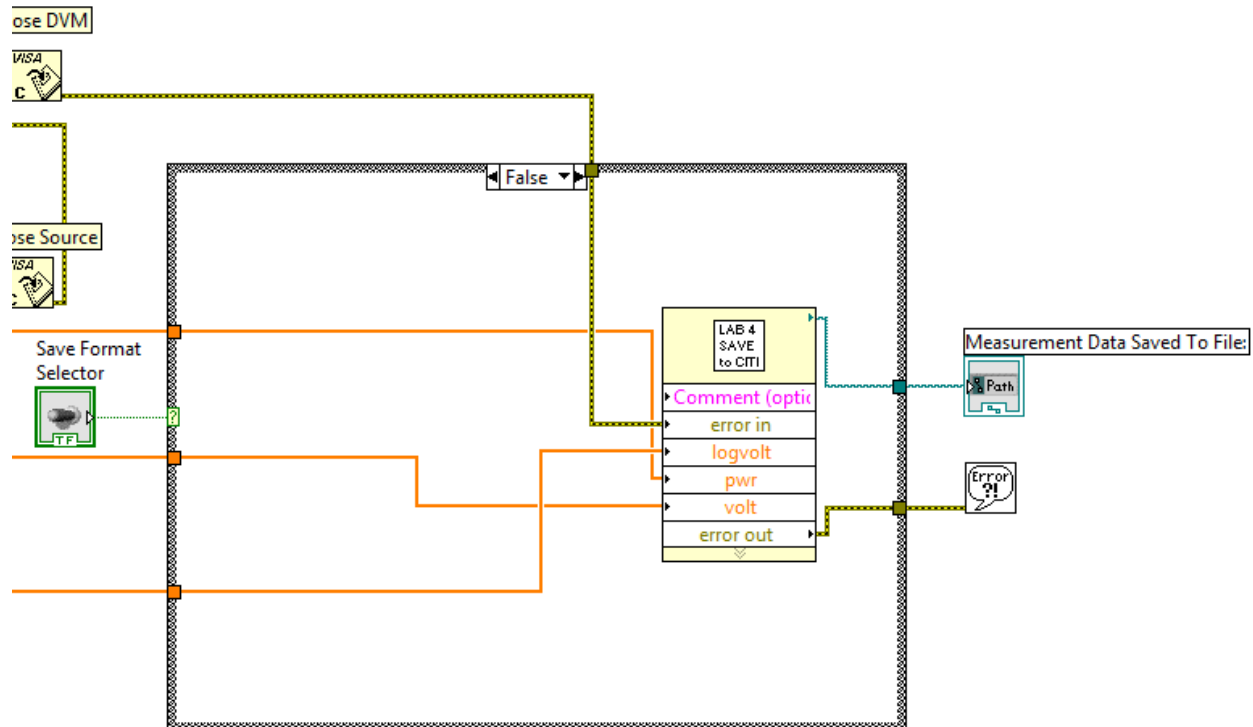 ose DVM
VISA
C
ose Source
ISA
C
False
Save Format
Selector
TF
?
LAB 4
SAVE
to CITI
Comment (optic
error in
logvolt
pwr
volt
error out
Measurement Data Saved To File:
Path
Error
?!